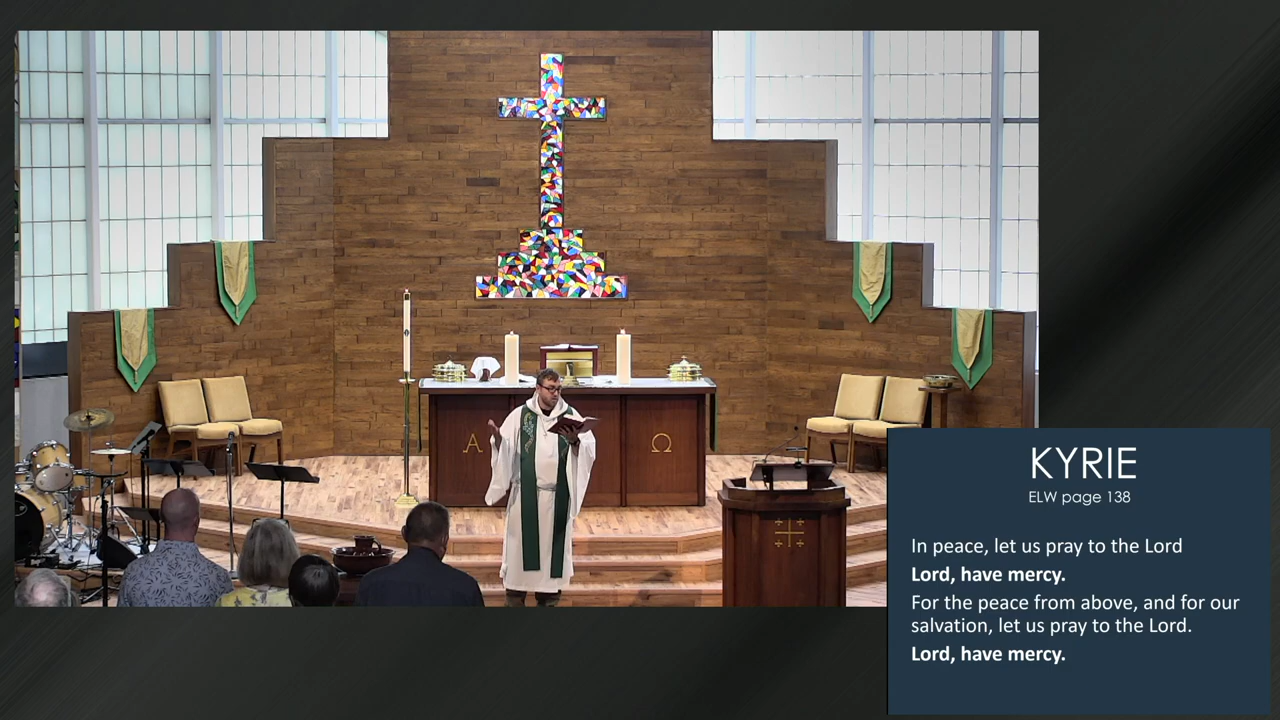 Α
Ω
KYRIE
ELW page 138
In peace, let us pray to the Lord
Lord, have mercy.
For the peace from above, and for our
salvation, let us pray to the Lord.
Lord, have mercy.